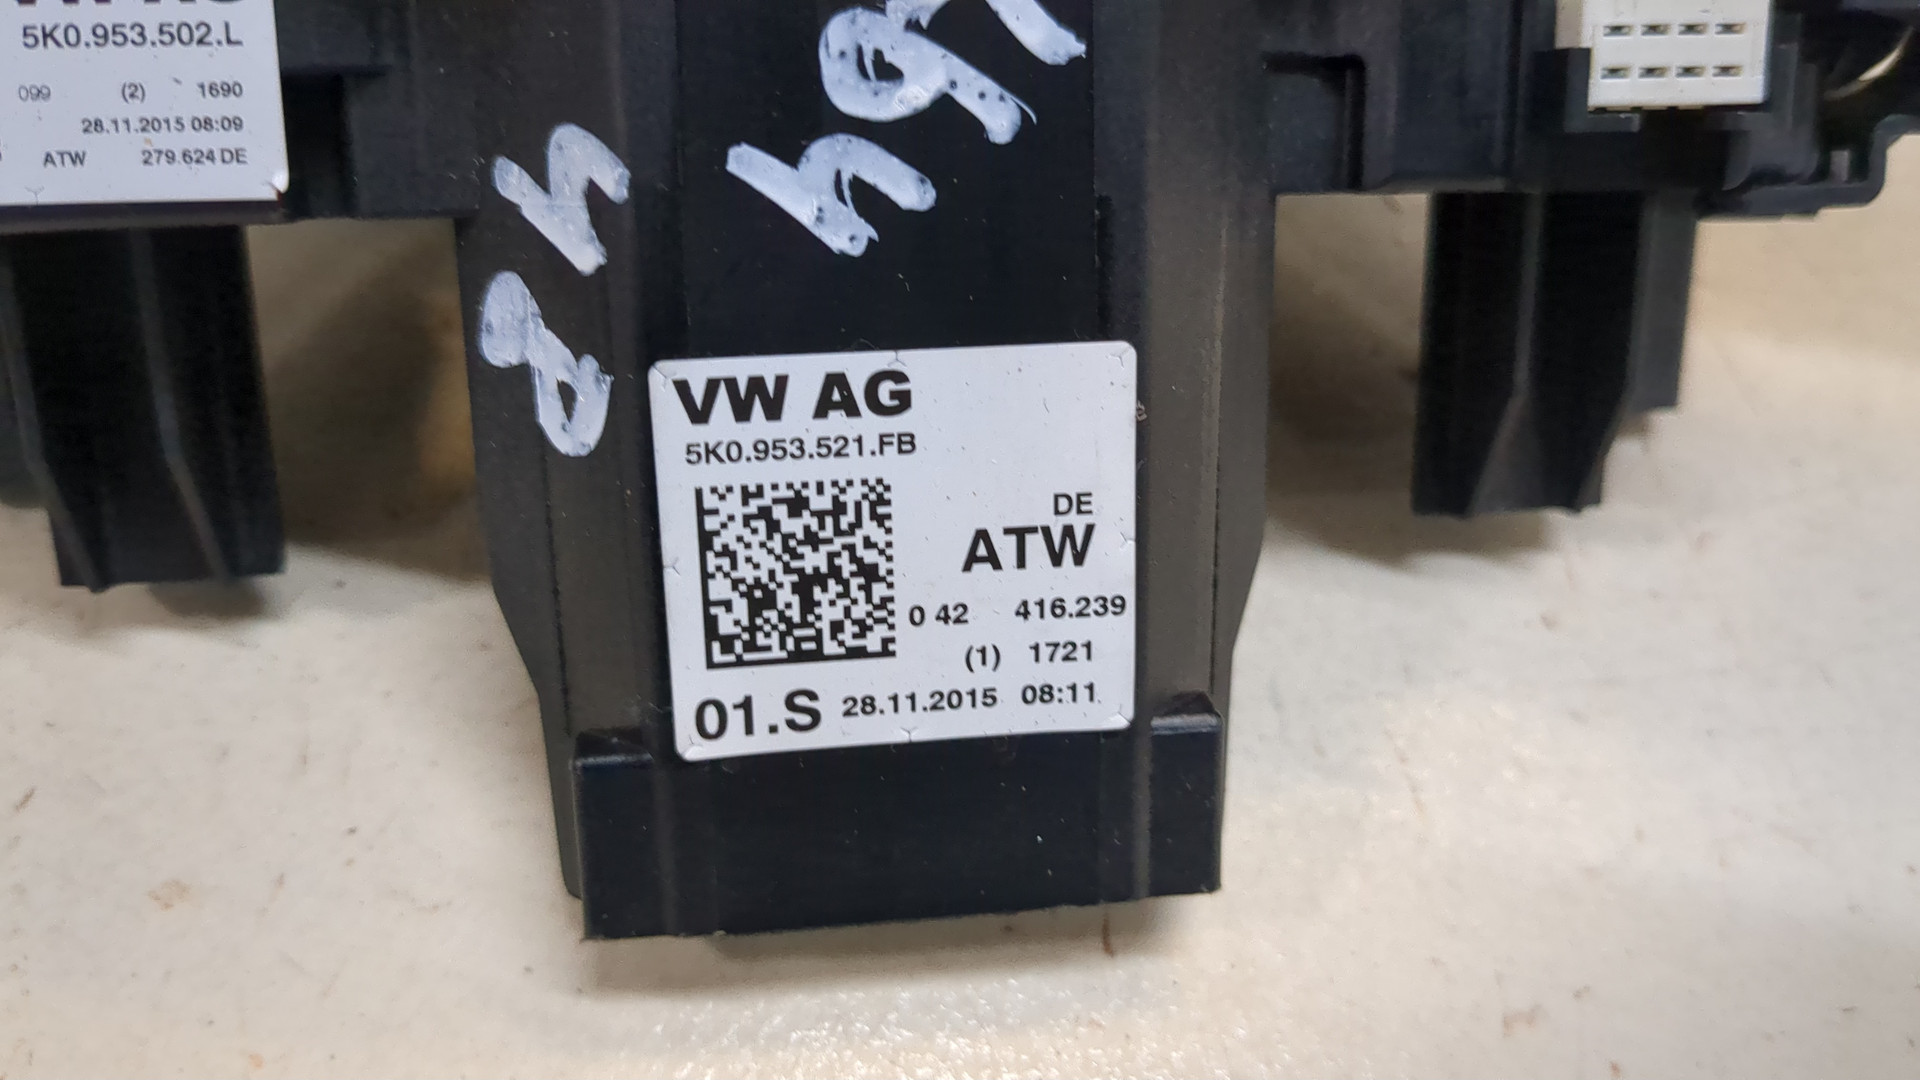 5K0.953.502.L
099 (2) 1690
28.11.2015 08:09
ATW 279.624 DE
VW AG
5K0.953.521.FB
DE
ATW
0 42 416.239
(1) 1721
01.S 28.11.2015 08:11